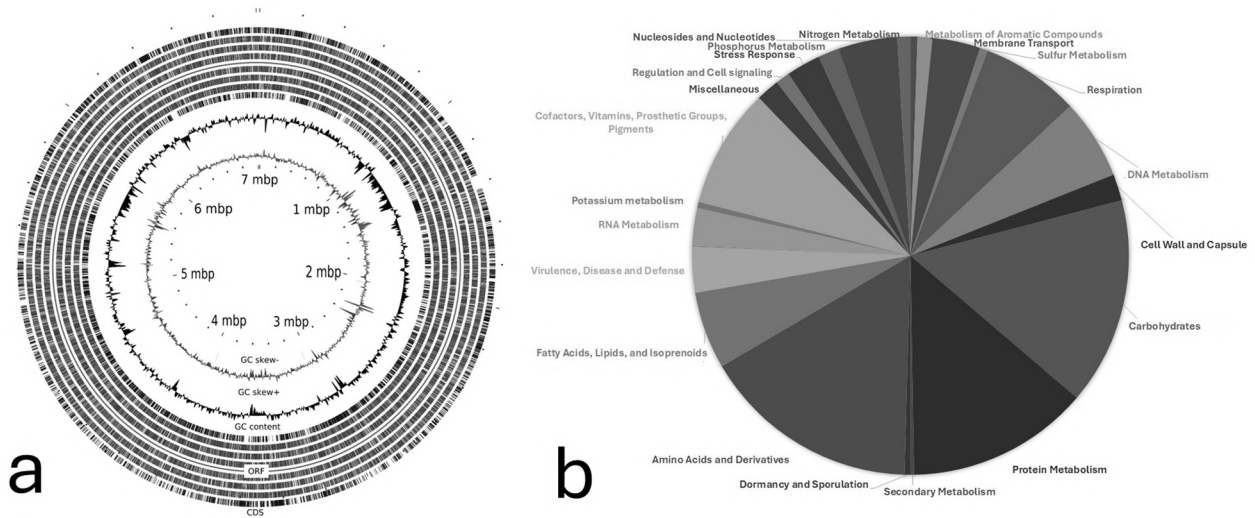 7 mbp
1 mbp
2 mbp
3 mbp
4 mbp
5 mbp
6 mbp
GC skew-
GC skew+
GC content
ORF
CDS
a
Nucleosides and Nucleotides
Nitrogen Metabolism
Metabolism of Aromatic Compounds
Phosphorus Metabolism
Membrane Transport
Stress Response
Sulfur Metabolism
Regulation and Cell signaling
Miscellaneous
Respiration
Cofactors, Vitamins, Prosthetic Groups,
Pigments
DNA Metabolism
Potassium metabolism
RNA Metabolism
Cell Wall and Capsule
Virulence, Disease and Defense
Carbohydrates
Fatty Acids, Lipids, and Isoprenoids
Amino Acids and Derivatives
Protein Metabolism
Dormancy and Sporulation
Secondary Metabolism
b